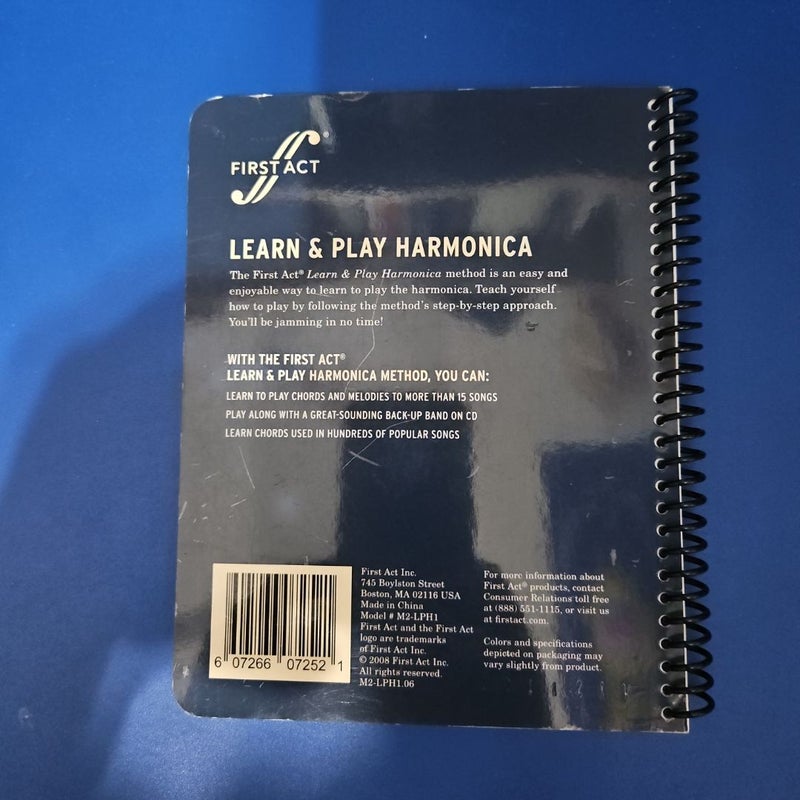 FIRST ACT®
LEARN & PLAY HARMONICA
The First Act® Learn & Play Harmonica method is an easy and
enjoyable way to learn to play the harmonica. Teach yourself
how to play by following the method's step-by-step approach.
You'll be jamming in no time!
WITH THE FIRST ACT®
LEARN & PLAY HARMONICA METHOD, YOU CAN:
LEARN TO PLAY CHORDS AND MELODIES TO MORE THAN 15 SONGS
PLAY ALONG WITH A GREAT-SOUNDING BACK-UP BAND ON CD
LEARN CHORDS USED IN HUNDREDS OF POPULAR SONGS
6 07266 07252 1
First Act Inc.
745 Boylston Street
Boston, MA 02116 USA
Made in China
Model # M2-LPH1
First Act and the First Act
logo are trademarks
of First Act Inc.
© 2008 First Act Inc.
All rights reserved.
M2-LPH1.06
For more information about
First Act® products, contact
Consumer Relations toll free
at (888) 551-1115, or visit us
at firstact.com.
Colors and specifications
depicted on packaging may
vary slightly from product.